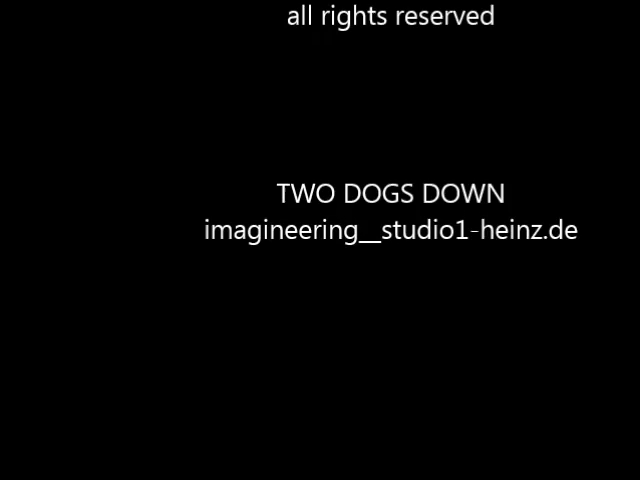 all rights reserved
TWO DOGS DOWN
imagineering__studio1-heinz.de